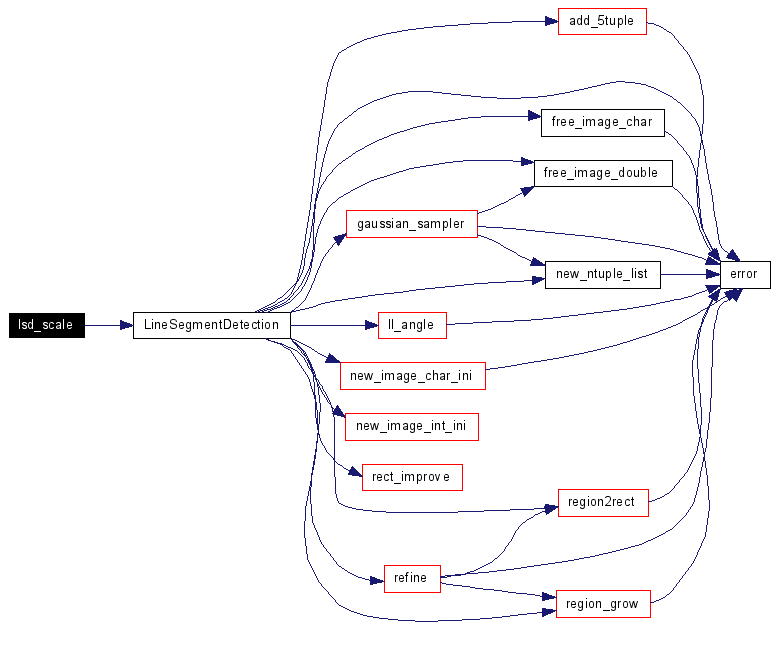 add_5tuple
free_image_char
free_image_double
gaussian_sampler
new_ntuple_list
error
lsd_scale
LineSegmentDetection
ll_angle
new_image_char_ini
new_image_int_ini
rect_improve
region2rect
refine
region_grow